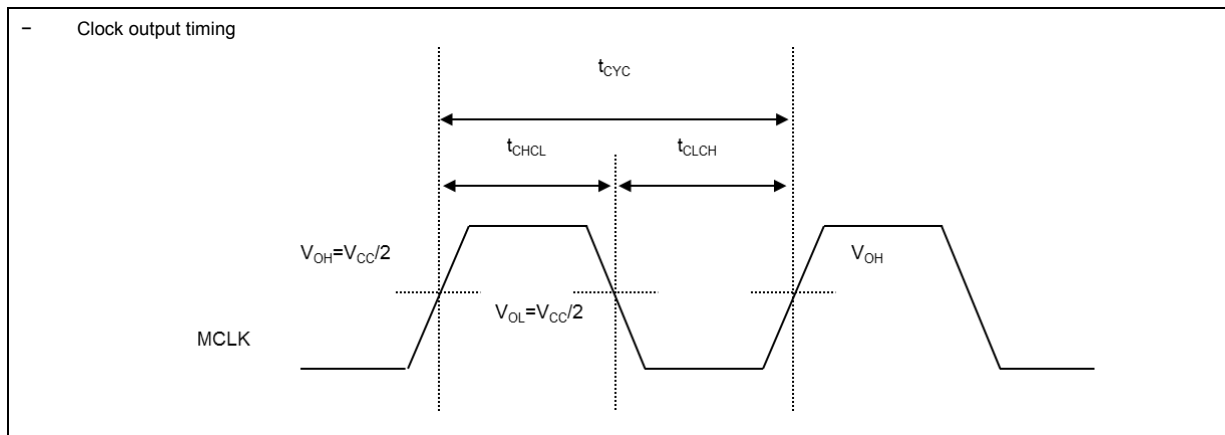 − Clock output timing
tCYC
tCHCL tCLCH
VOH=VCC/2 VOH
VOL=VCC/2
MCLK